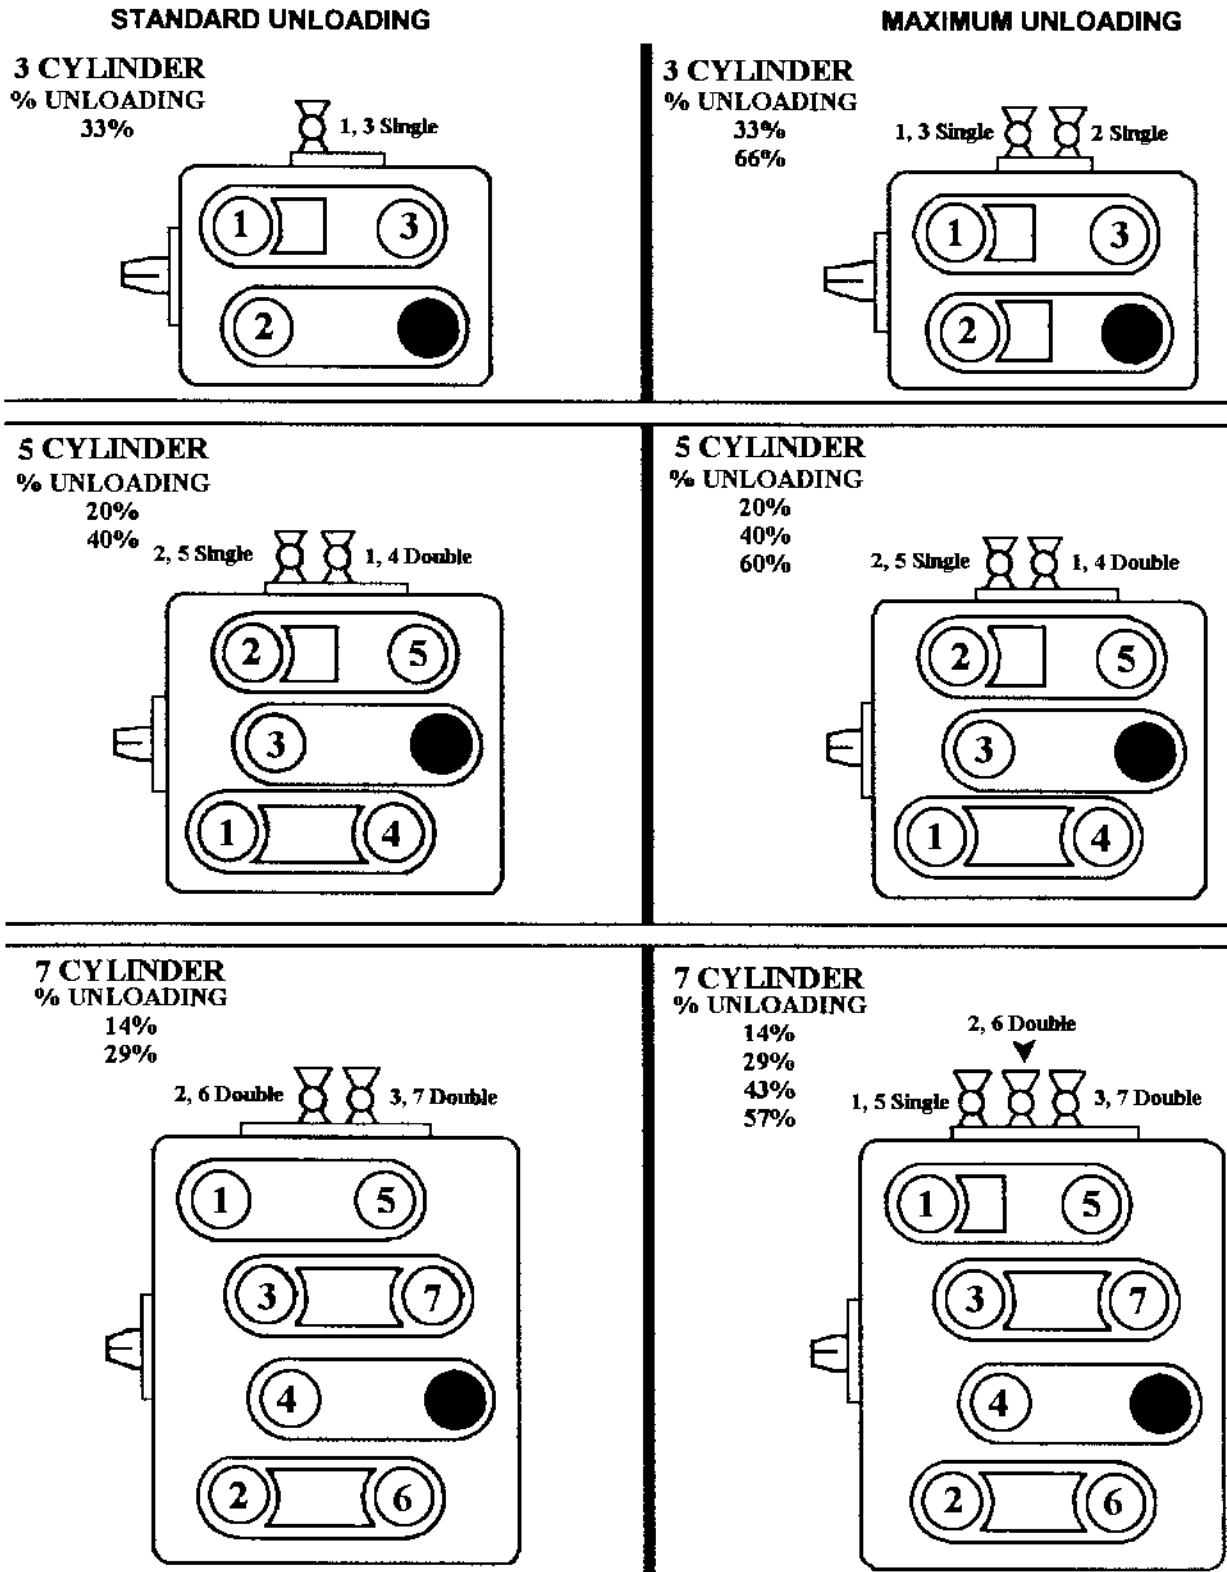 STANDARD UNLOADING
MAXIMUM UNLOADING
3 CYLINDER
% UNLOADING
33%
1, 3 Single
1
3
2
3 CYLINDER
% UNLOADING
33%
66%
1, 3 Single
2 Single
1
3
2
5 CYLINDER
% UNLOADING
20%
40%
2, 5 Single
1, 4 Double
2
5
3
1
4
5 CYLINDER
% UNLOADING
20%
40%
60%
2, 5 Single
1, 4 Double
2
5
3
1
4
7 CYLINDER
% UNLOADING
14%
29%
2, 6 Double
3, 7 Double
1
5
3
7
4
2
6
7 CYLINDER
% UNLOADING
14%
29%
43%
57%
2, 6 Double
1, 5 Single
3, 7 Double
1
5
3
7
4
2
6